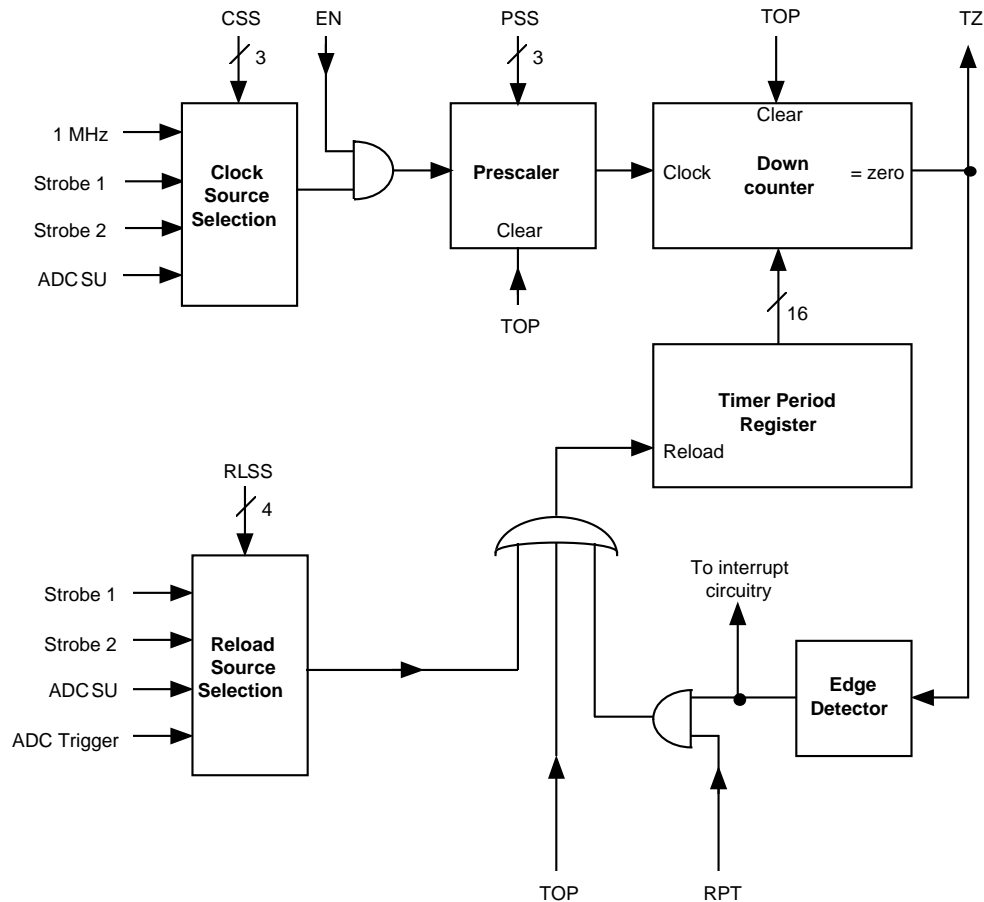 CSS
EN
PSS
TOP
TZ
3
3
Clear
1 MHz
Strobe 1
Strobe 2
ADC SU
Clock
Source
Selection
Prescaler
Clear
Clock
Down
counter
= zero
TOP
16
Timer Period
Register
Reload
RLSS
4
Strobe 1
Strobe 2
ADC SU
ADC Trigger
Reload
Source
Selection
To interrupt
circuitry
Edge
Detector
TOP
RPT